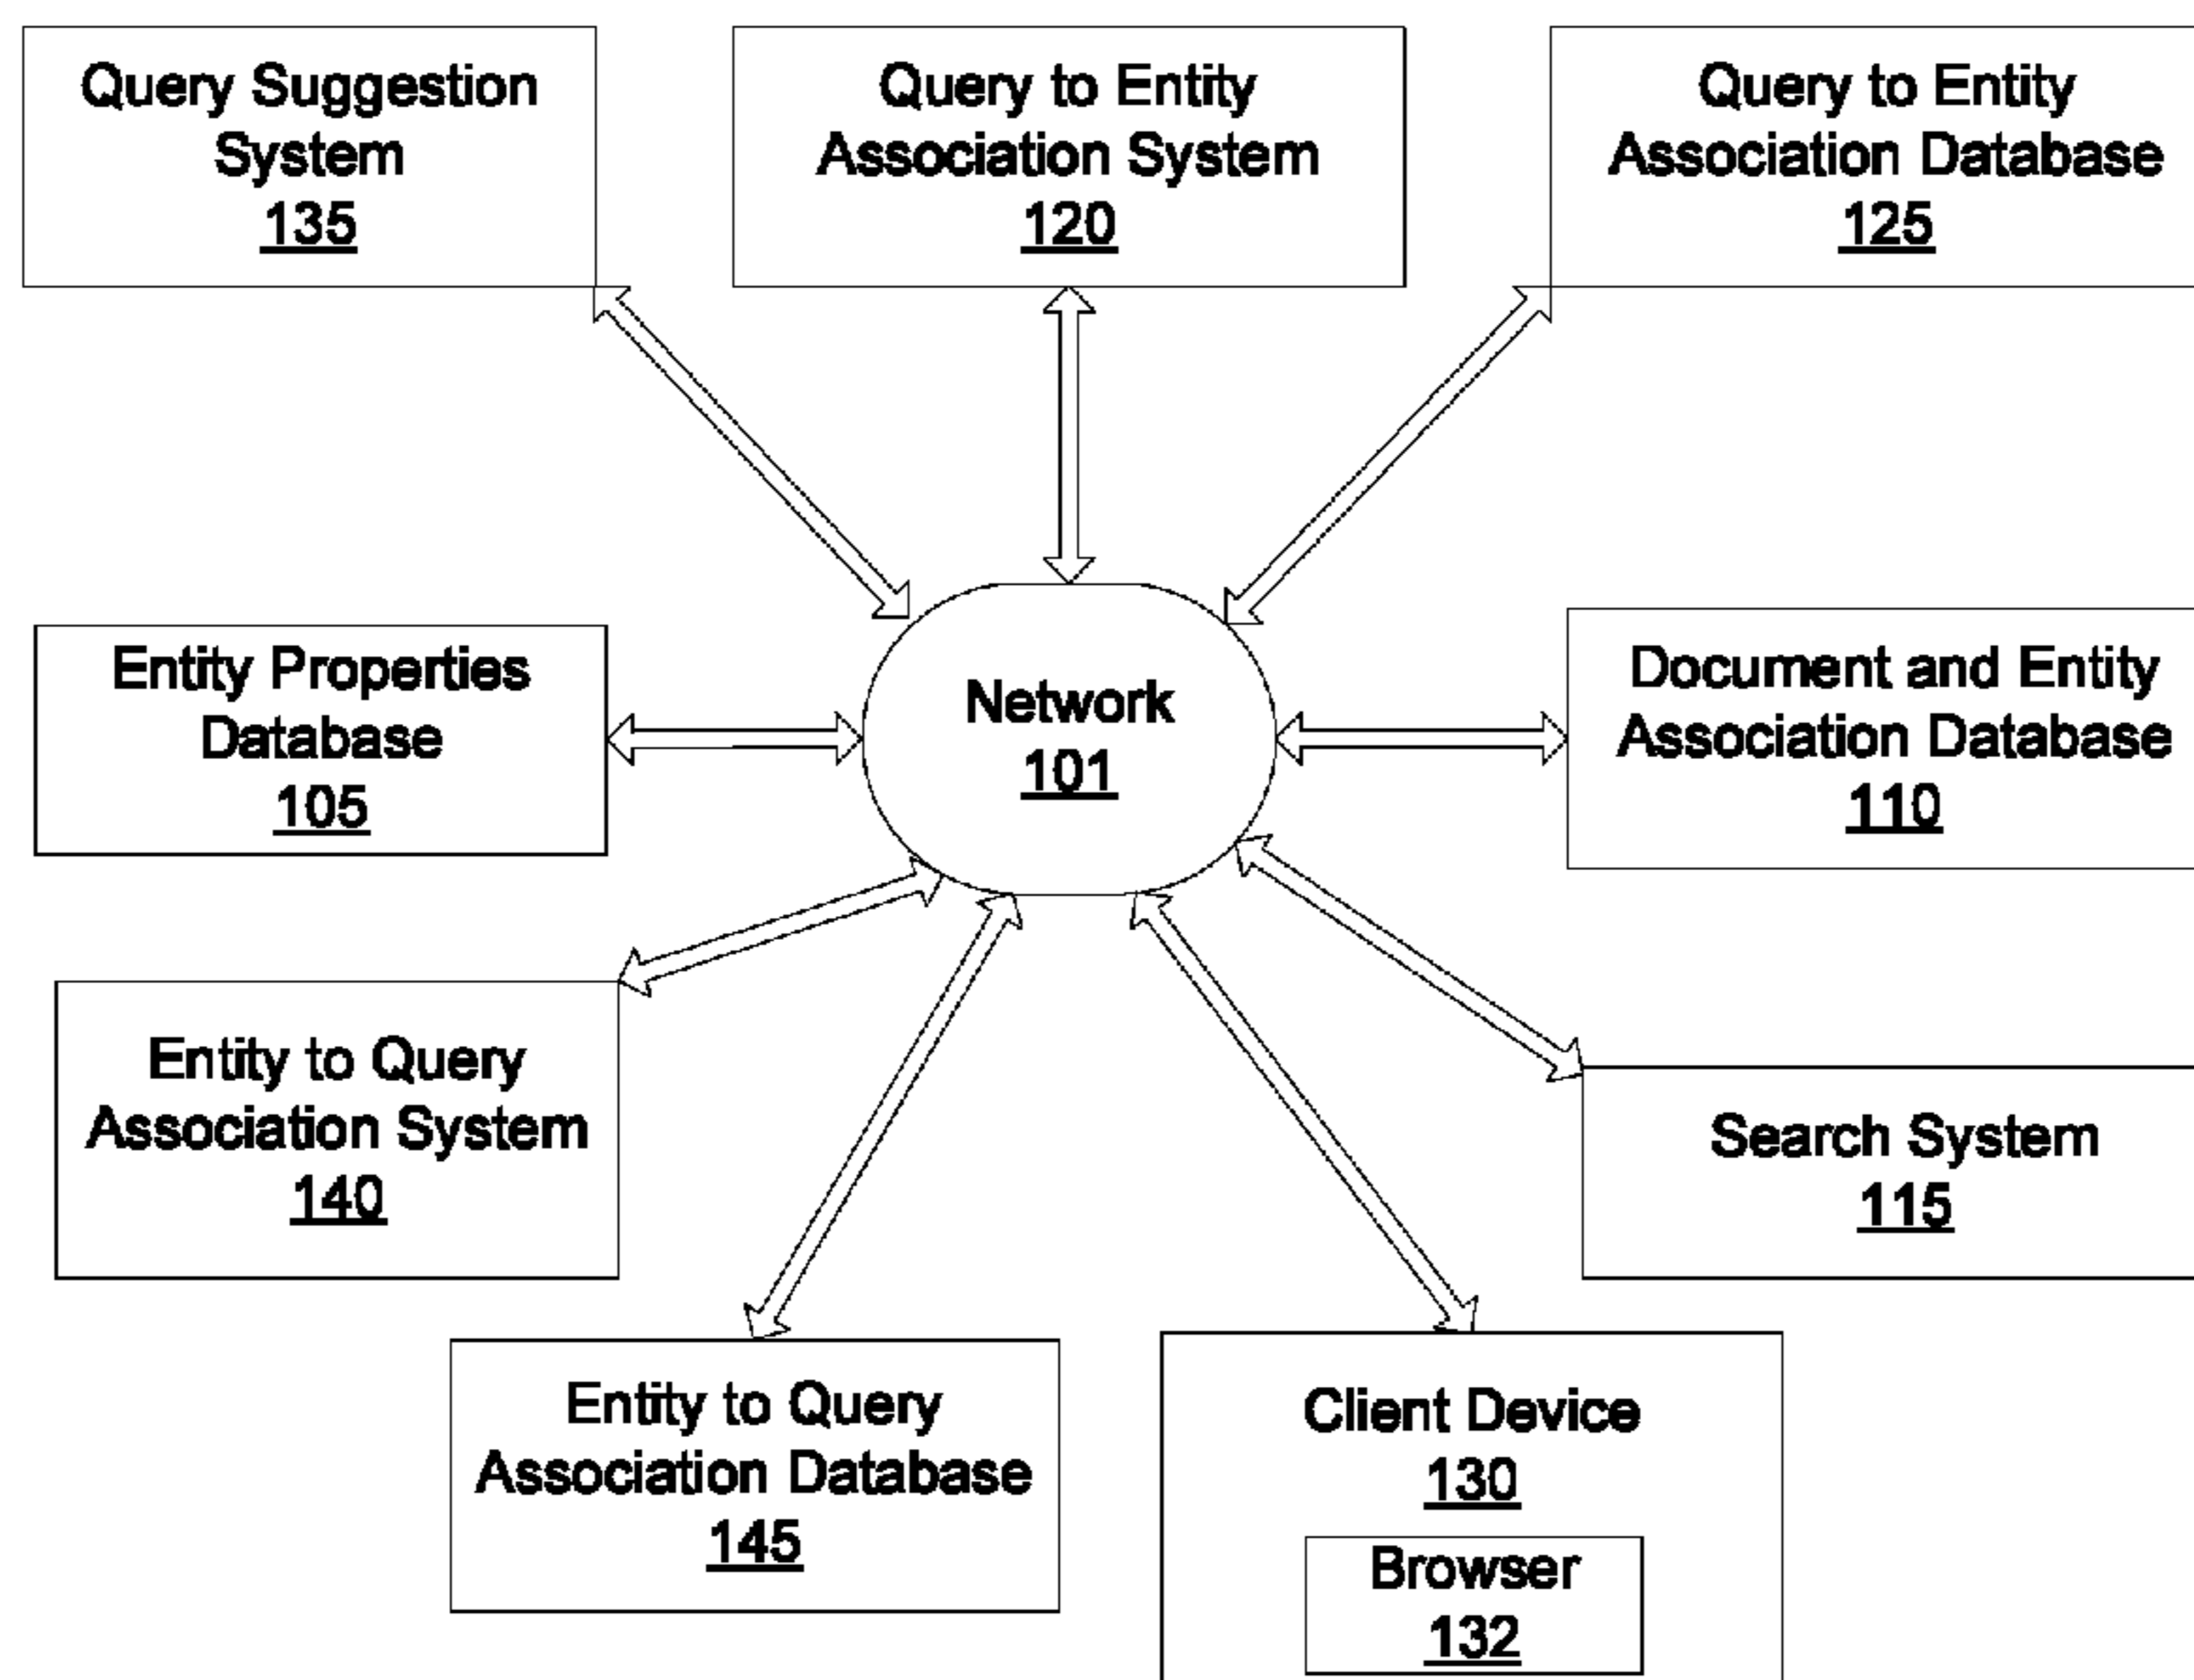 Query Suggestion
System
135
Query to Entity
Association System
120
Query to Entity
Association Database
125
Entity Properties
Database
105
Network
101
Document and Entity
Association Database
110
Entity to Query
Association System
140
Search System
115
Entity to Query
Association Database
145
Client Device
130
Browser
132